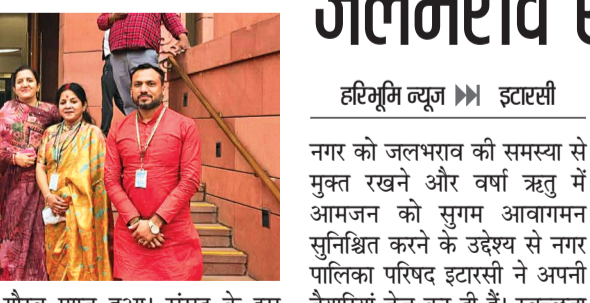 जलभराव
हरिभूमि न्यूज इटारसी
नगर को जलभराव की समस्या से
मुक्त रखने और वर्षा ऋतु में
आमजन को सुगम आवागमन
सुनिश्चित करने के उद्देश्य से नगर
पालिका परिषद इटारसी ने अपनी